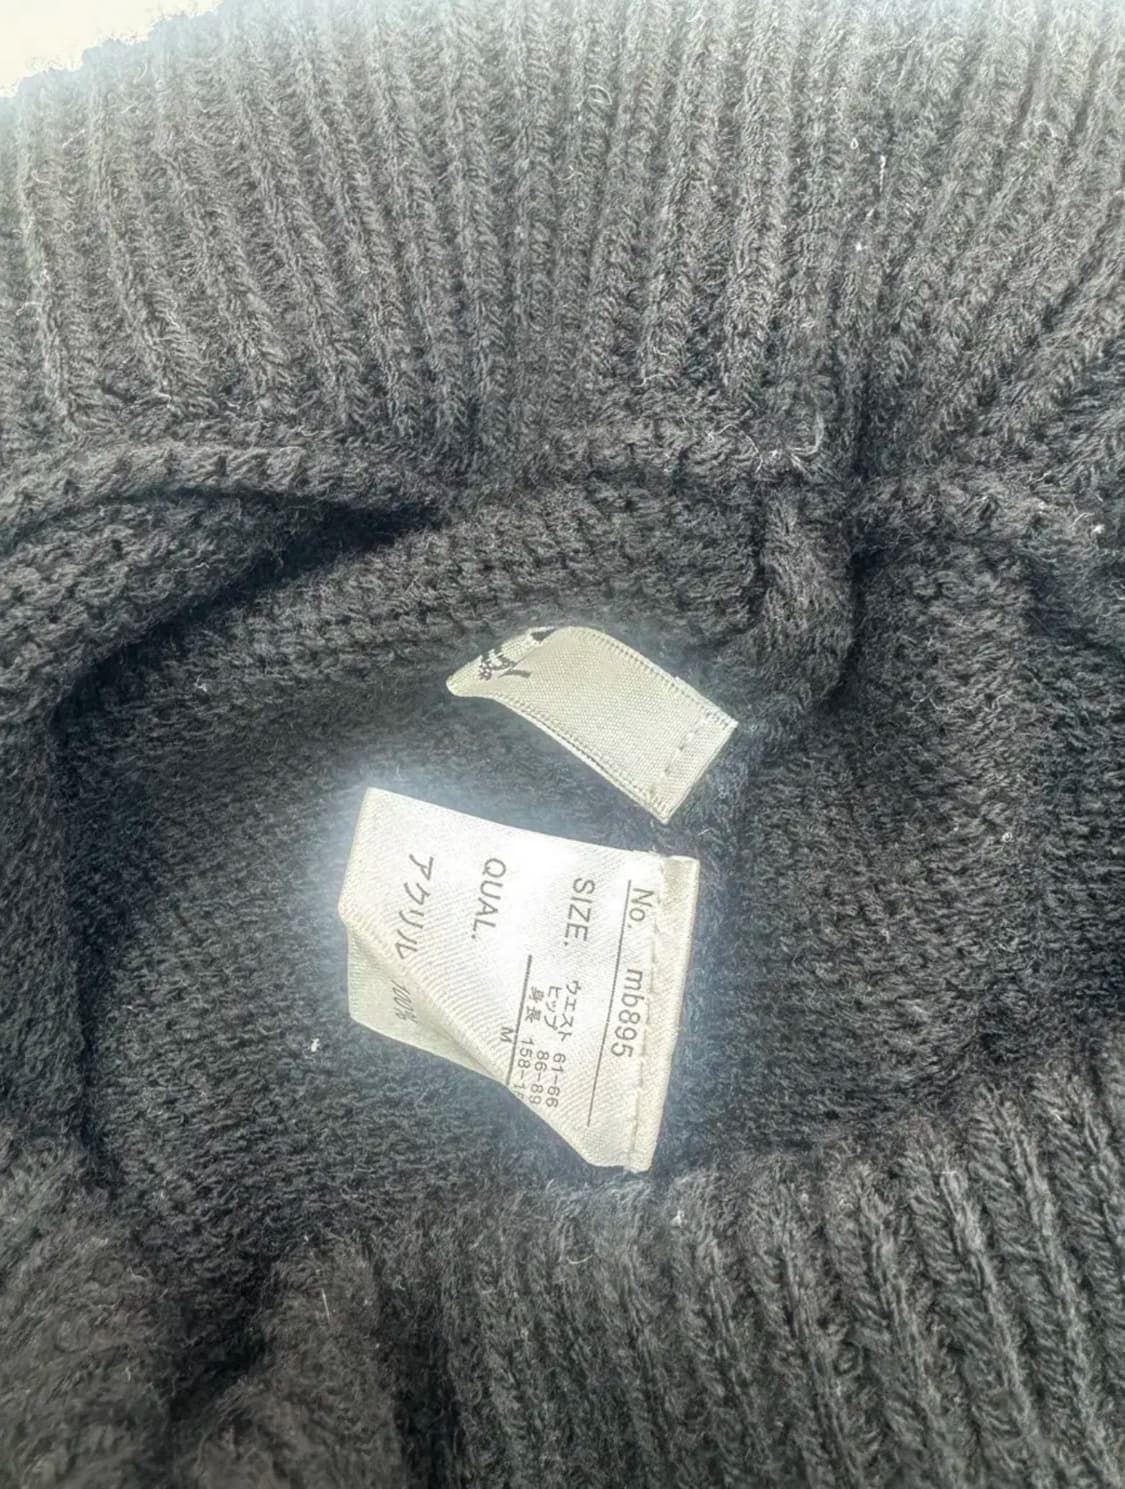 No. mb895
SIZE.
ウエスト 61-66
ヒップ 86-89
身長 158-1
M
QUAL.
アクリル 100%